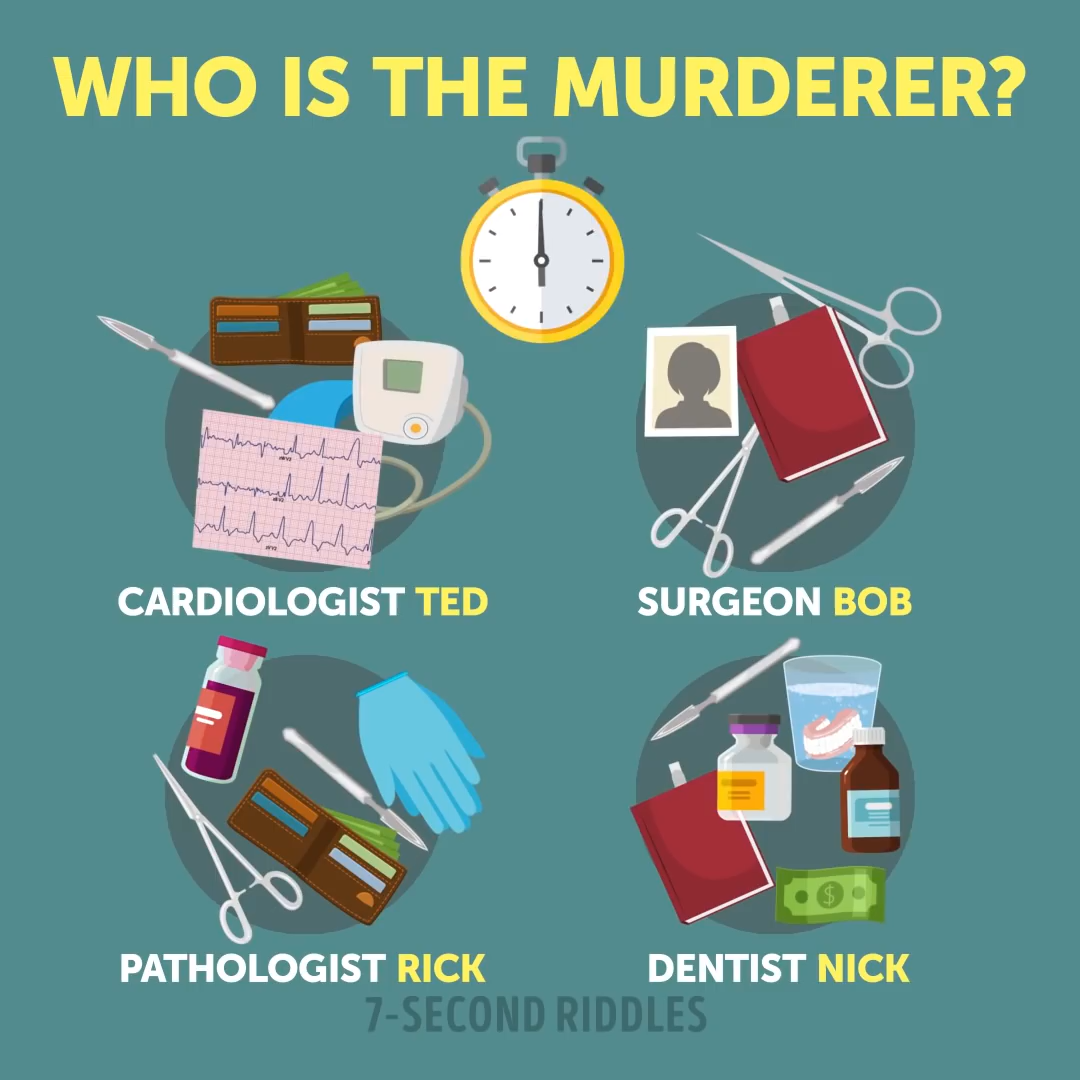 WHO IS THE MURDERER?
CARDIOLOGIST TED
SURGEON BOB
PATHOLOGIST RICK
DENTIST NICK
7-SECOND RIDDLES